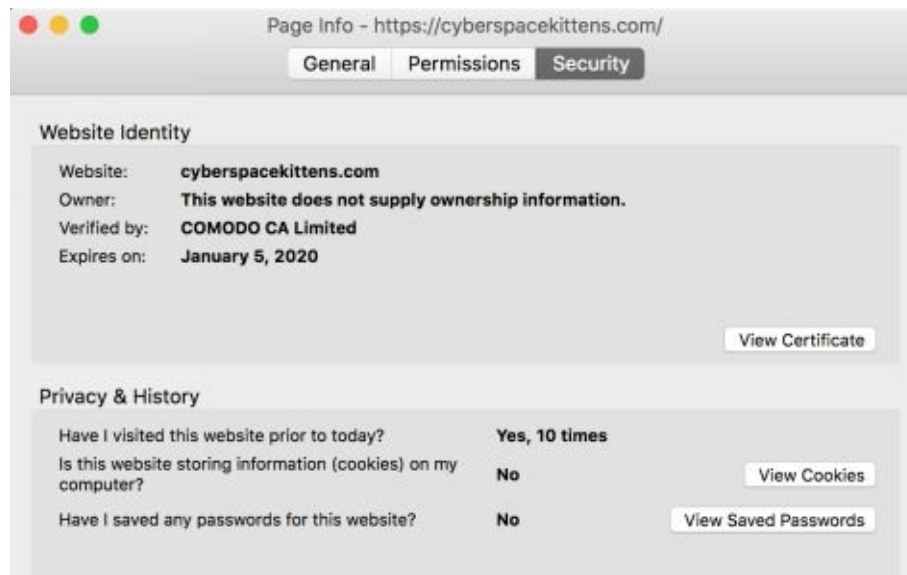 Page Info - https://cyberspacekittens.com/
General Permissions Security
Website Identity
Website: cyberspacekittens.com
Owner: This website does not supply ownership information.
Verified by: COMODO CA Limited
Expires on: January 5, 2020
View Certificate
Privacy & History
Have I visited this website prior to today? Yes, 10 times
Is this website storing information (cookies) on my
computer? No View Cookies
Have I saved any passwords for this website? No View Saved Passwords